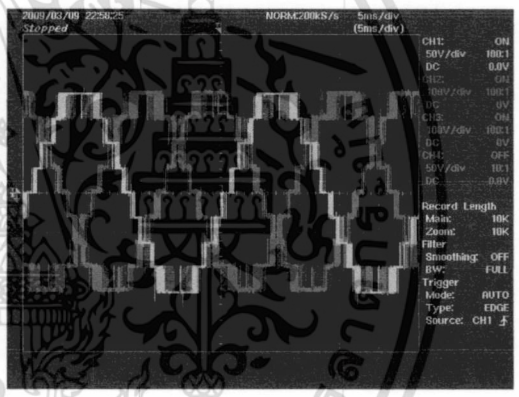 2009/03/09 22:58:25 NORM:200kS/s 5ms/div
Stopped (5ms/div)
CH1: ON
50V/div 100:1
DC 0.0V
CH2: ON
100V/div 100:1
DC 0V
CH3: ON
100V/div 100:1
DC 0V
CH4: OFF
50V/div 10:1
DC 0.0V
Record Length
Main: 10K
Zoom: 10K
Filter
Smoothing: OFF
BW: FULL
Trigger
Mode: AUTO
Type: EDGE
Source: CH1